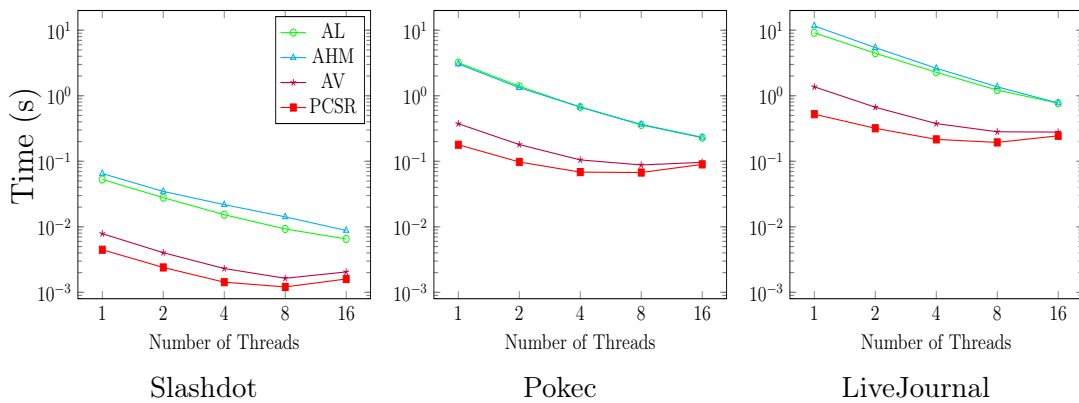 Time (s)
10^1
10^0
10^{-1}
10^{-2}
10^{-3}
1 2 4 8 16
Number of Threads
Slashdot
AL
AHM
AV
PCSR
10^1
10^0
10^{-1}
10^{-2}
10^{-3}
1 2 4 8 16
Number of Threads
Pokec
10^1
10^0
10^{-1}
10^{-2}
10^{-3}
1 2 4 8 16
Number of Threads
LiveJournal